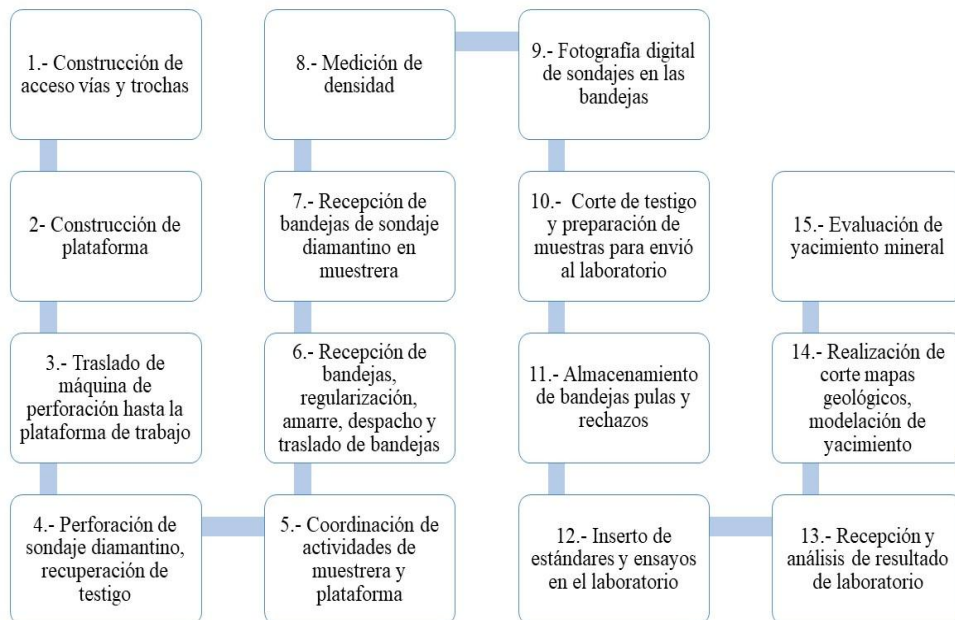 1.- Construcción de
acceso vías y trochas
2- Construcción de
plataforma
3.- Traslado de
máquina de
perforación hasta la
plataforma de trabajo
4.- Perforación de
sondaje diamantino,
recuperación de
testigo
5.- Coordinación de
actividades de
muestrera y
plataforma
6.- Recepción de
bandejas,
regularización,
amarre, despacho y
traslado de bandejas
7.- Recepción de
bandejas de sondaje
diamantino en
muestrera
8.- Medición de
densidad
9.- Fotografía digital
de sondajes en las
bandejas
10.- Corte de testigo
y preparación de
muestras para envió
al laboratorio
11.- Almacenamiento
de bandejas pulas y
rechazos
12.- Inserto de
estándares y ensayos
en el laboratorio
13.- Recepción y
análisis de resultado
de laboratorio
14.- Realización de
corte mapas
geológicos,
modelación de
yacimiento
15.- Evaluación de
yacimiento mineral